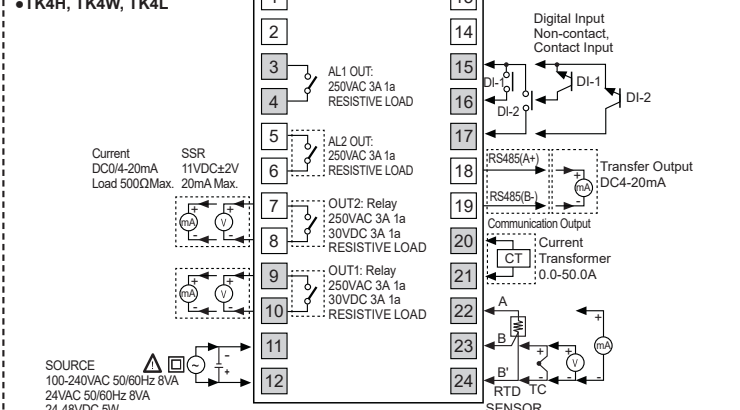 ●TK4H, TK4W, TK4L
2
3
4
5
6
7
8
9
10
11
12
14
15
16
17
18
19
20
21
22
23
24
AL1 OUT:
250VAC 3A 1a
RESISTIVE LOAD
AL2 OUT:
250VAC 3A 1a
RESISTIVE LOAD
Current
DC0/4-20mA
Load 500ΩMax.
SSR
11VDC±2V
20mA Max.
mA
+
-
V
+
-
OUT2: Relay
250VAC 3A 1a
30VDC 3A 1a
RESISTIVE LOAD
mA
+
-
V
+
-
OUT1: Relay
250VAC 3A 1a
30VDC 3A 1a
RESISTIVE LOAD
SOURCE
100-240VAC 50/60Hz 8VA
24VAC 50/60Hz 8VA
24-48VDC 5W
-
+
Digital Input
Non-contact,
Contact Input
DI-1
DI-2
DI-1
DI-2
RS485(A+)
RS485(B-)
+
mA
-
Transfer Output
DC4-20mA
Communication Output
CT
Current
Transformer
0.0-50.0A
A
B
B'
RTD
TC
+
-
V
+
-
mA
+
-
SENSOR